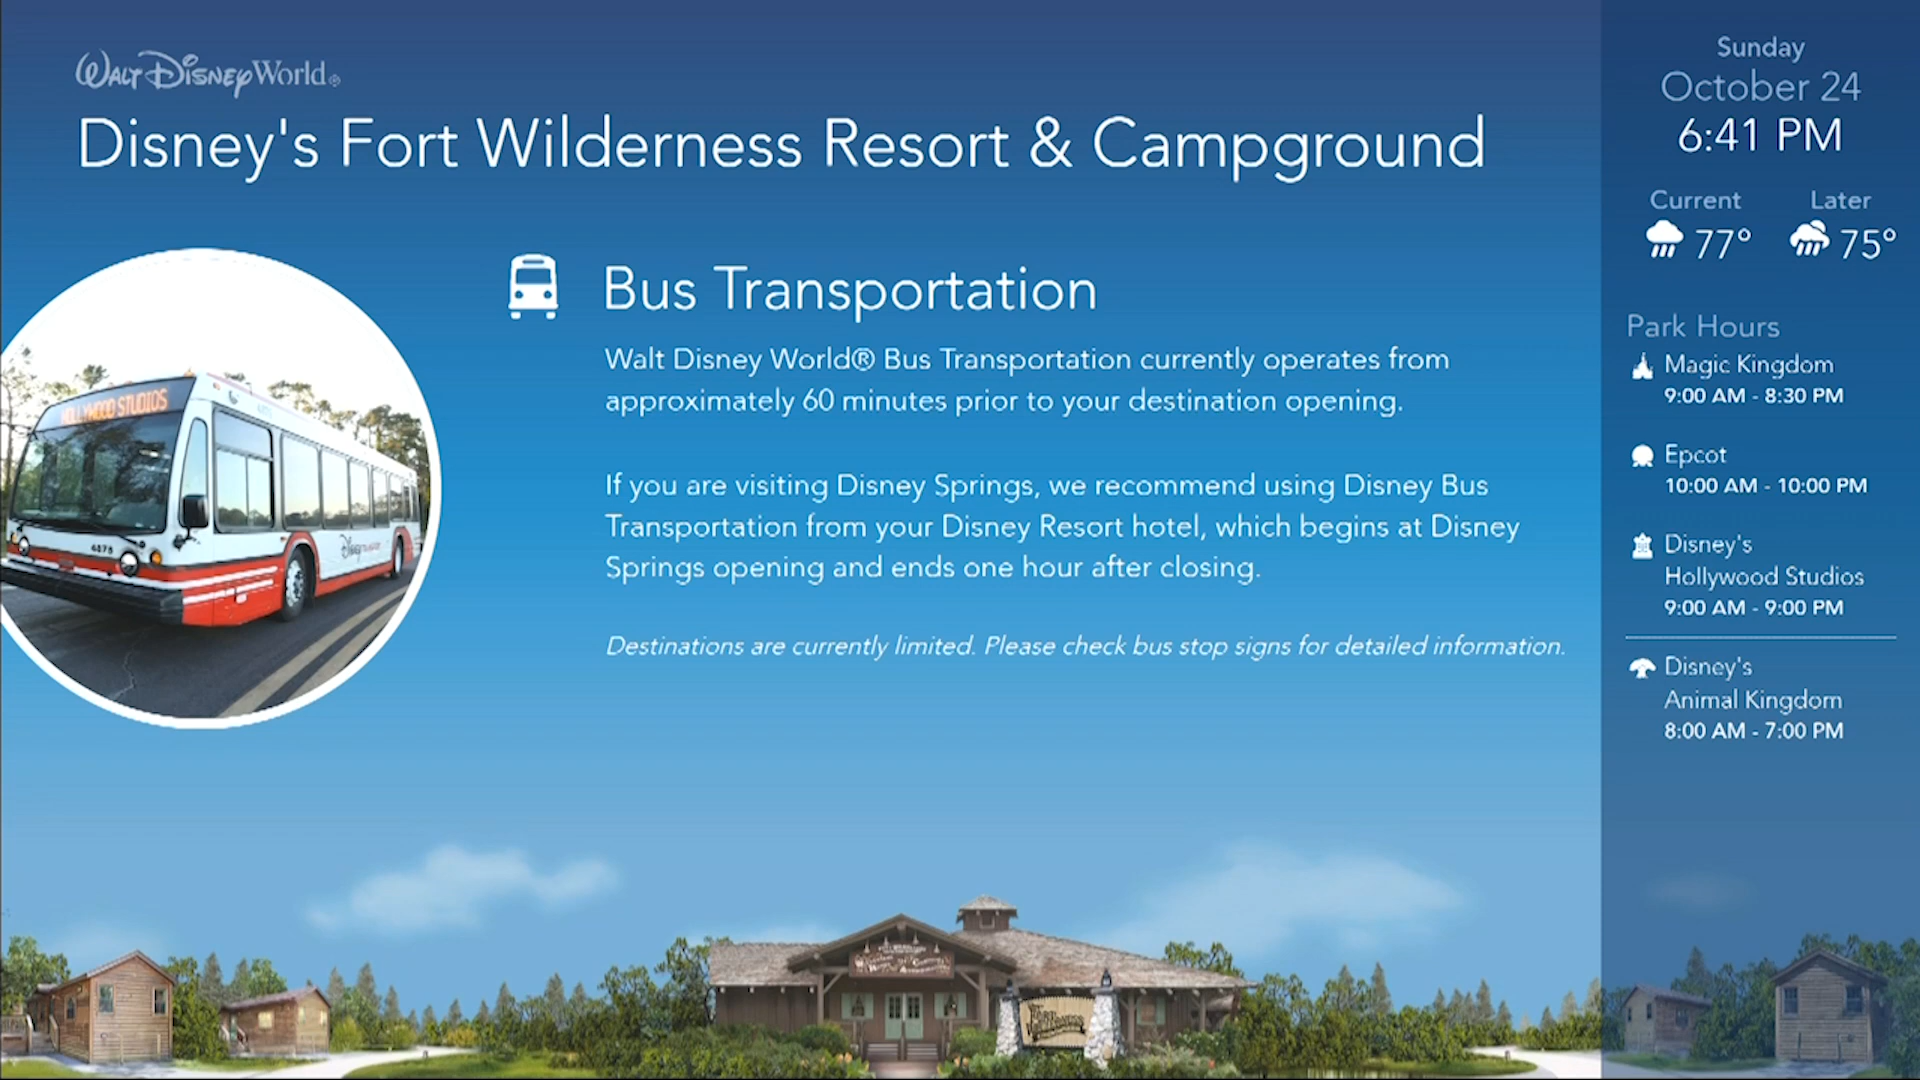 Walt Disney World
Disney's Fort Wilderness Resort & Campground
Bus Transportation
Walt Disney World® Bus Transportation currently operates from
approximately 60 minutes prior to your destination opening.
If you are visiting Disney Springs, we recommend using Disney Bus
Transportation from your Disney Resort hotel, which begins at Disney
Springs opening and ends one hour after closing.
Destinations are currently limited. Please check bus stop signs for detailed information.
HOLLYWOOD STUDIOS
Disney
Sunday
October 24
6:41 PM
Current
Later
77°
75°
Park Hours
Magic Kingdom
9:00 AM - 8:30 PM
Epcot
10:00 AM - 10:00 PM
Disney's
Hollywood Studios
9:00 AM - 9:00 PM
Disney's
Animal Kingdom
8:00 AM - 7:00 PM